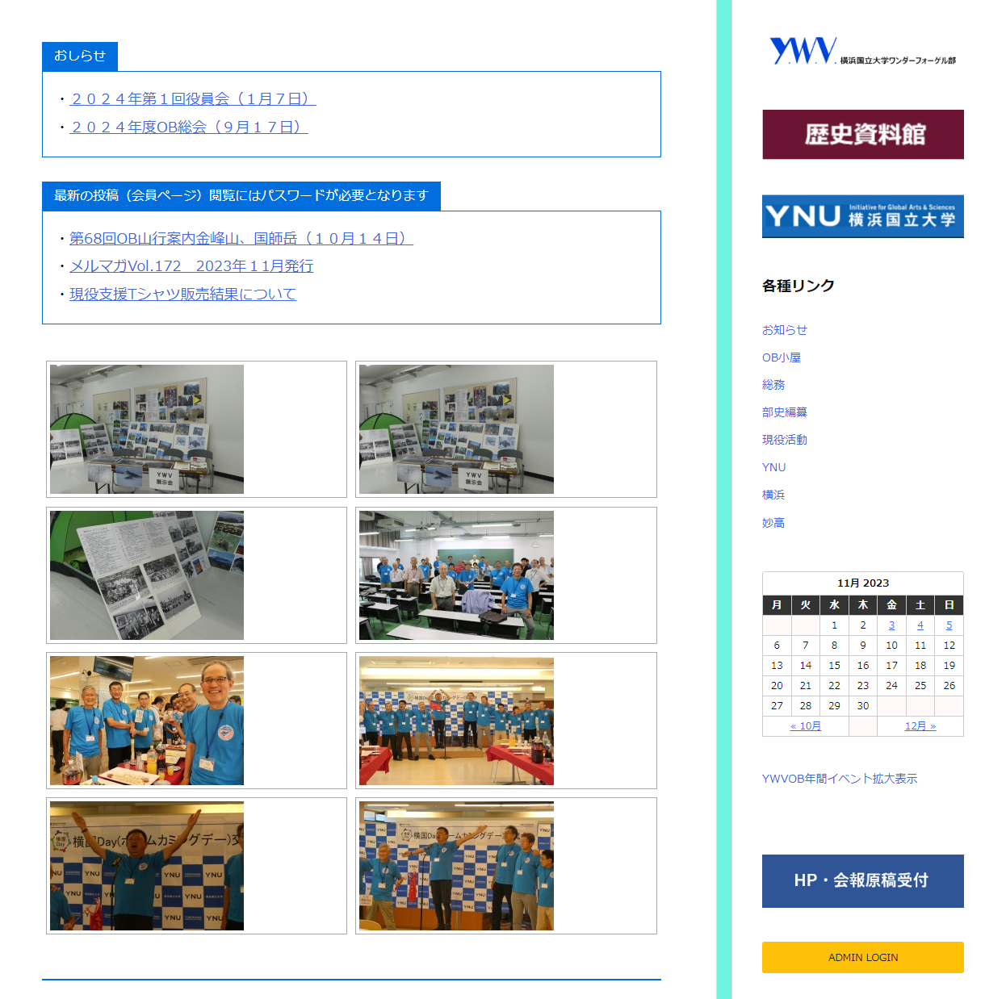 おしらせ
・２０２４年第１回役員会（１月７日）
・２０２４年度OB総会（９月１７日）
最新の投稿（会員ページ）閲覧にはパスワードが必要となります
・第68回OB山行案内金峰山、国師岳（１０月１４日）
・メルマガVol.172　2023年１1月発行
・現役支援Tシャツ販売結果について
YWV
展示会
YWV
展示会
横国Day(ホームカミングデー)交
YNU
横国Day
YNU
YWV 横浜国立大学ワンダーフォーゲル部
歴史資料館
YNU Initiative for Global Arts & Sciences
横浜国立大学
各種リンク
お知らせ
OB小屋
総務
部史編纂
現役活動
YNU
横浜
妙高
11月 2023
月 火 水 木 金 土 日
1 2 3 4 5
6 7 8 9 10 11 12
13 14 15 16 17 18 19
20 21 22 23 24 25 26
27 28 29 30
« 10月 12月 »
YWVOB年間イベント拡大表示
HP・会報原稿受付
ADMIN LOGIN